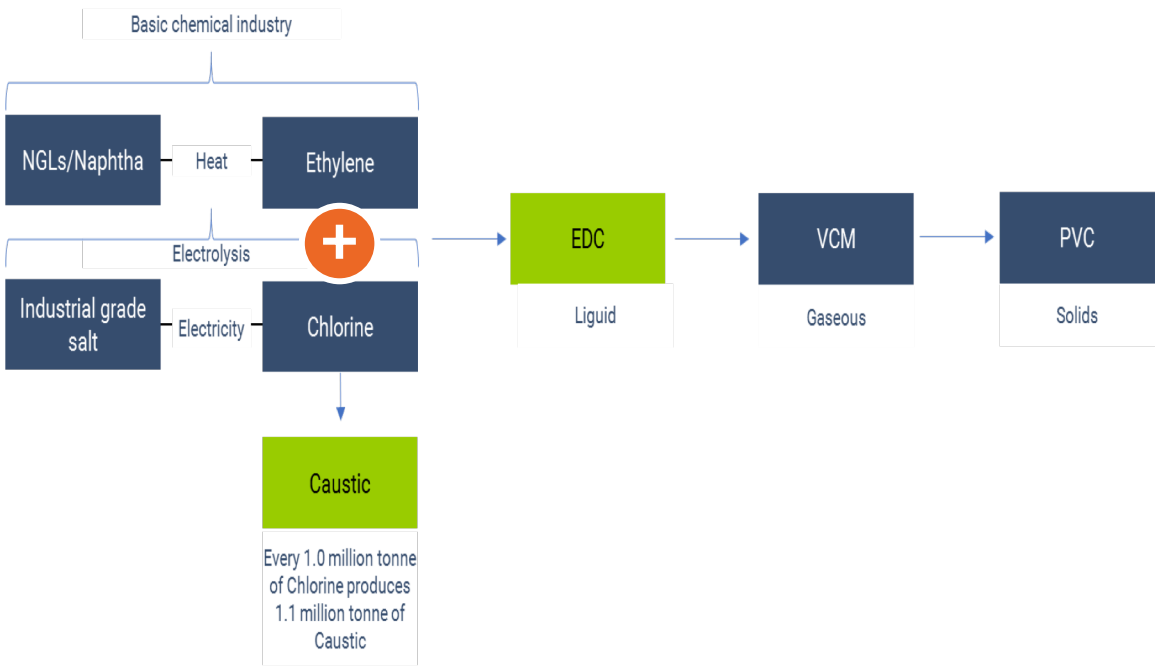 Basic chemical industry
NGLs/Naphtha
Heat
Ethylene
Electrolysis
+
Industrial grade
salt
Electricity
Chlorine
EDC
Liguid
VCM
Gaseous
PVC
Solids
Caustic
Every 1.0 million tonne
of Chlorine produces
1.1 million tonne of
Caustic